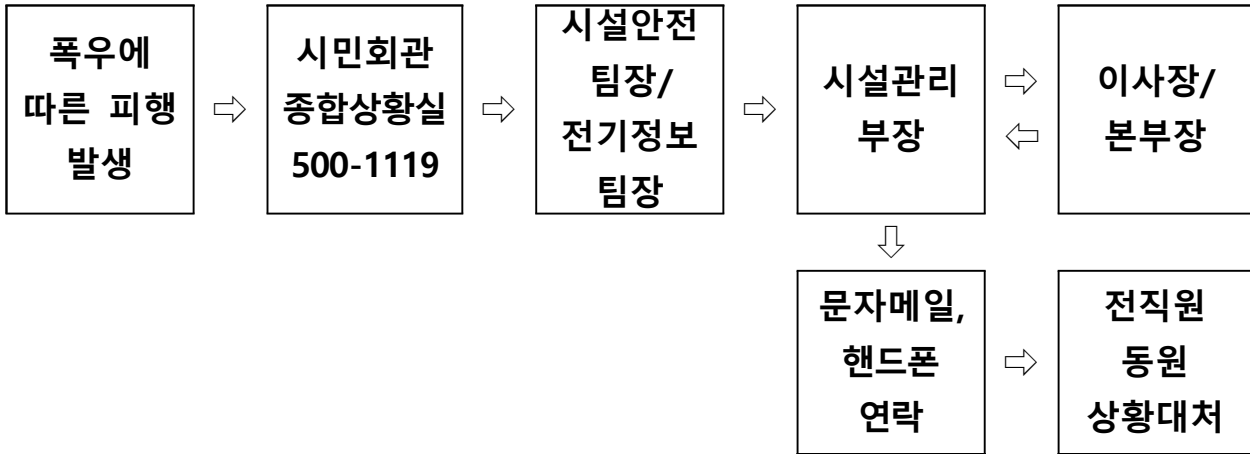 폭우에
따른 피행
발생
⇨
시민회관
종합상황실
500-1119
⇨
시설안전
팀장/
전기정보
팀장
⇨
시설관리
부장
⇨
⇦
이사장/
본부장
⇩
문자메일,
핸드폰
연락
⇨
전직원
동원
상황대처